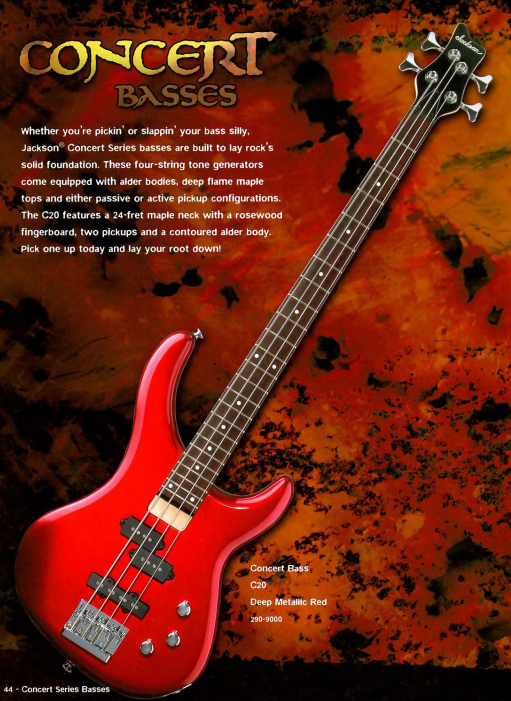 CONCERT
BASSES
Whether you're pickin' or slappin' your bass silly,
Jackson® Concert Series basses are built to lay rock's
solid foundation. These four-string tone generators
come equipped with alder bodies, deep flame maple
tops and either passive or active pickup configurations.
The C20 features a 24-fret maple neck with a rosewood
fingerboard, two pickups and a contoured alder body.
Pick one up today and lay your root down!
Jackson
Concert Bass
C20
Deep Metallic Red
290-9000
44 - Concert Series Basses